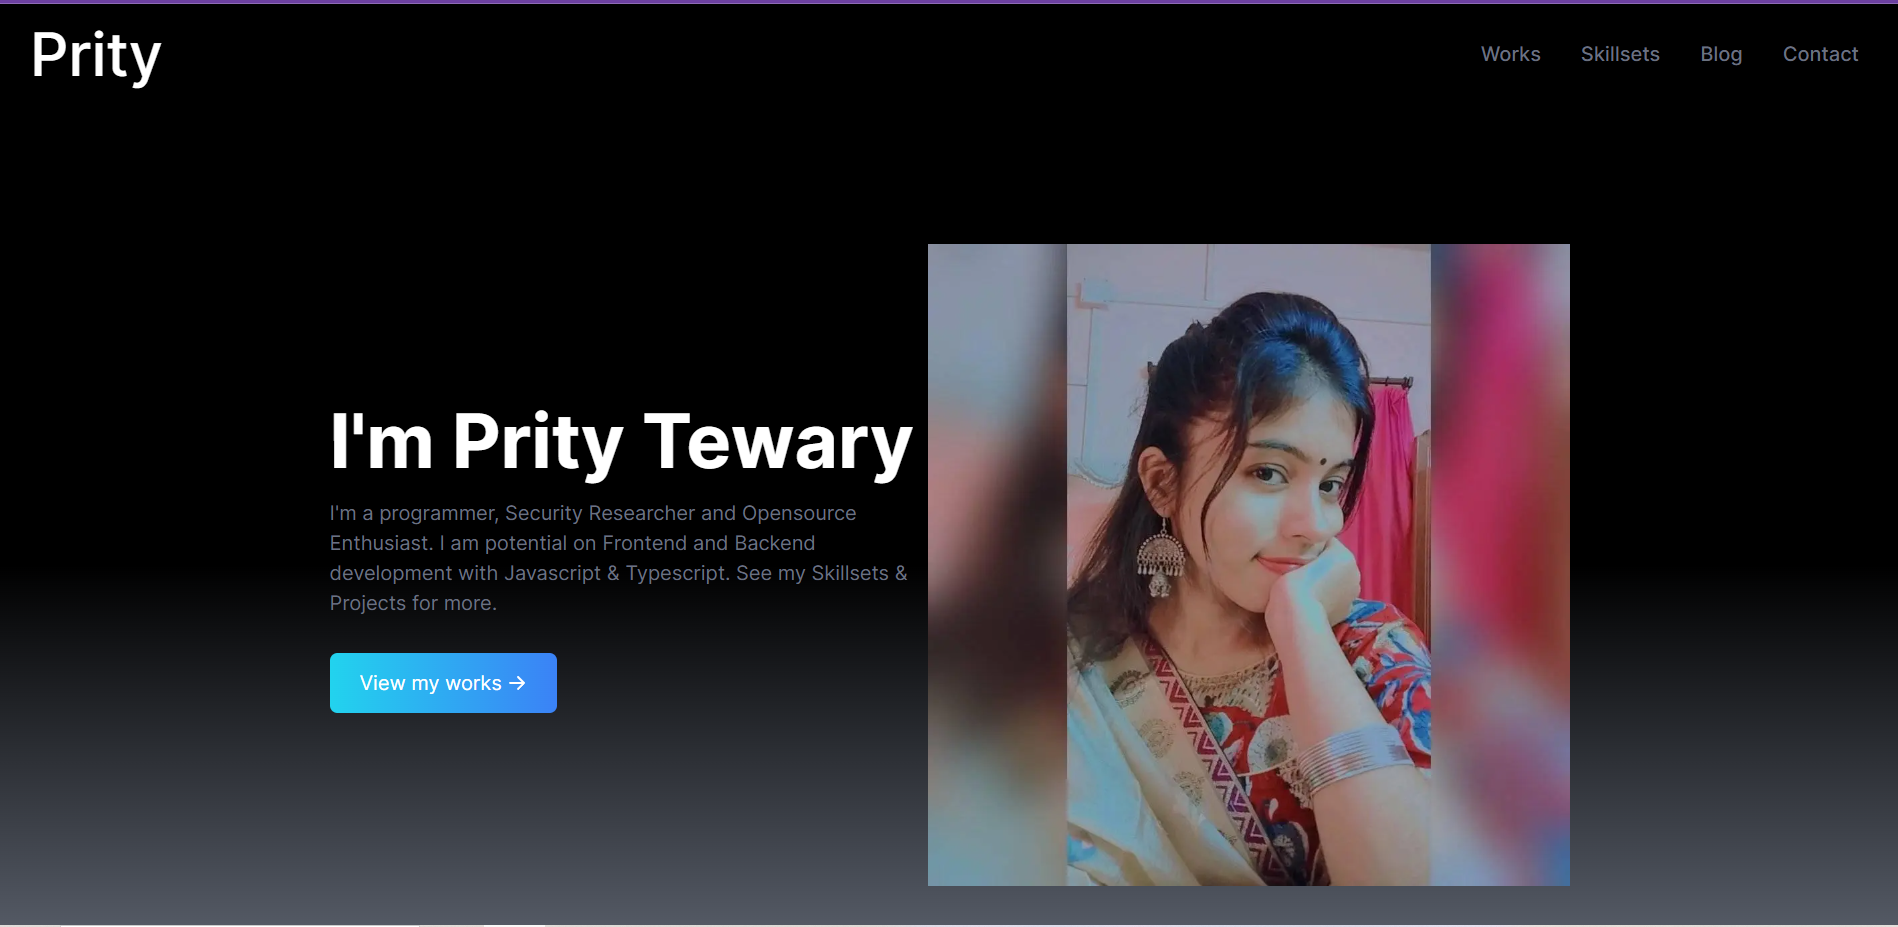 Prity
Works
Skillsets
Blog
Contact
I'm Prity Tewary
I'm a programmer, Security Researcher and Opensource
Enthusiast. I am potential on Frontend and Backend
development with Javascript & Typescript. See my Skillsets &
Projects for more.
View my works →